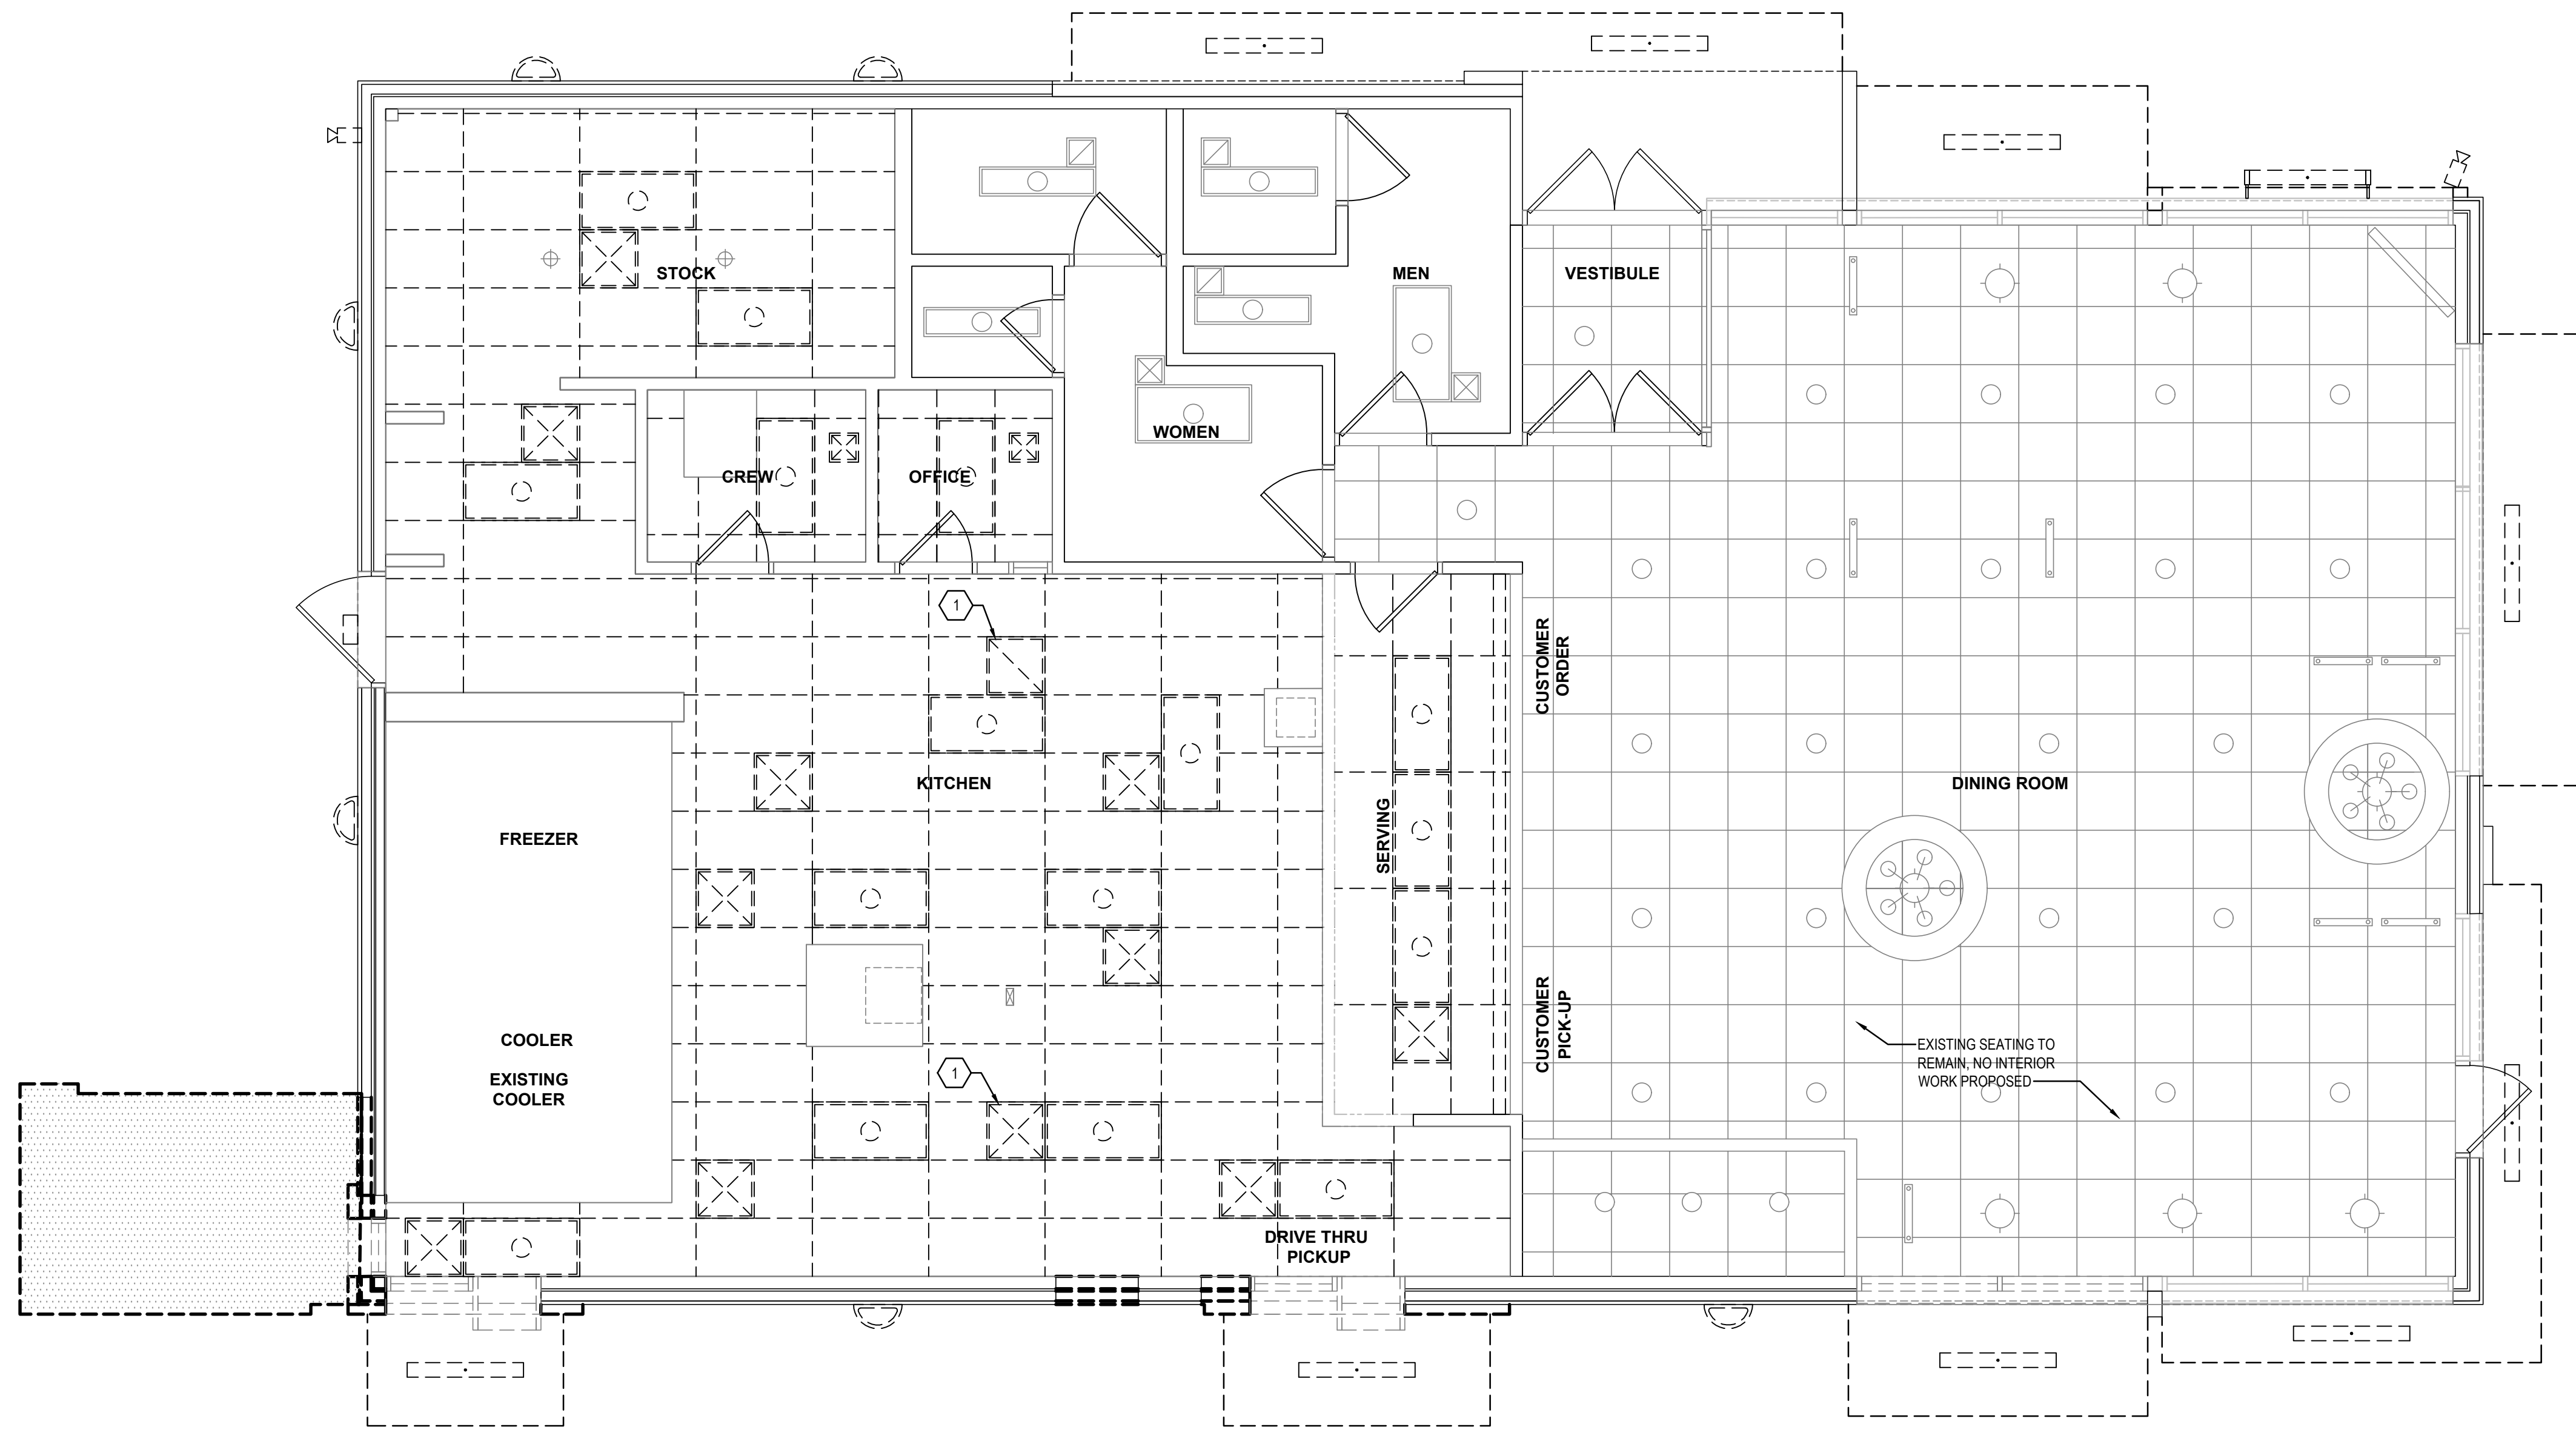 STOCK
MEN
VESTIBULE
WOMEN
CREW
OFFICE
1
CUSTOMER
ORDER
KITCHEN
DINING ROOM
FREEZER
SERVING
COOLER
EXISTING
COOLER
1
CUSTOMER
PICK-UP
EXISTING SEATING TO
REMAIN, NO INTERIOR
WORK PROPOSED
DRIVE THRU
PICKUP